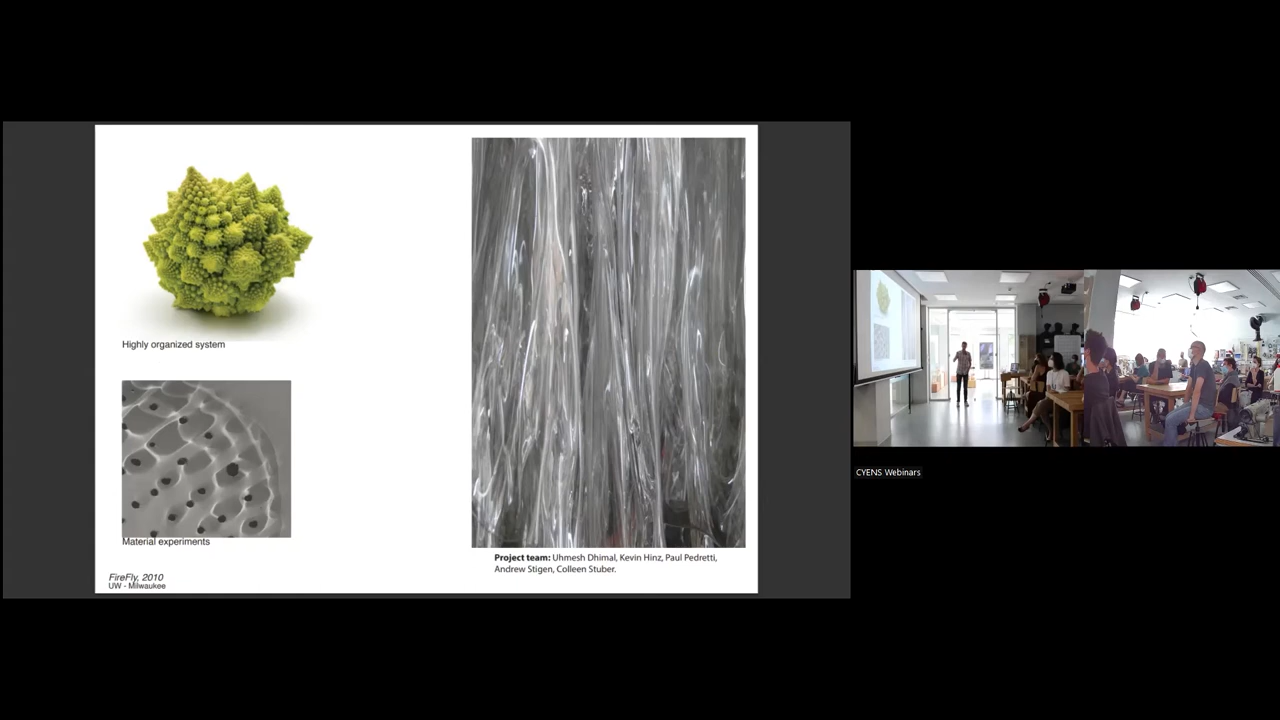 Highly organized system
Material experiments
FireFly, 2010
UW - Milwaukee
Project team: Uhmesh Dhimal, Kevin Hinz, Paul Pedretti,
Andrew Stigen, Colleen Stuber.
CYENS Webinars